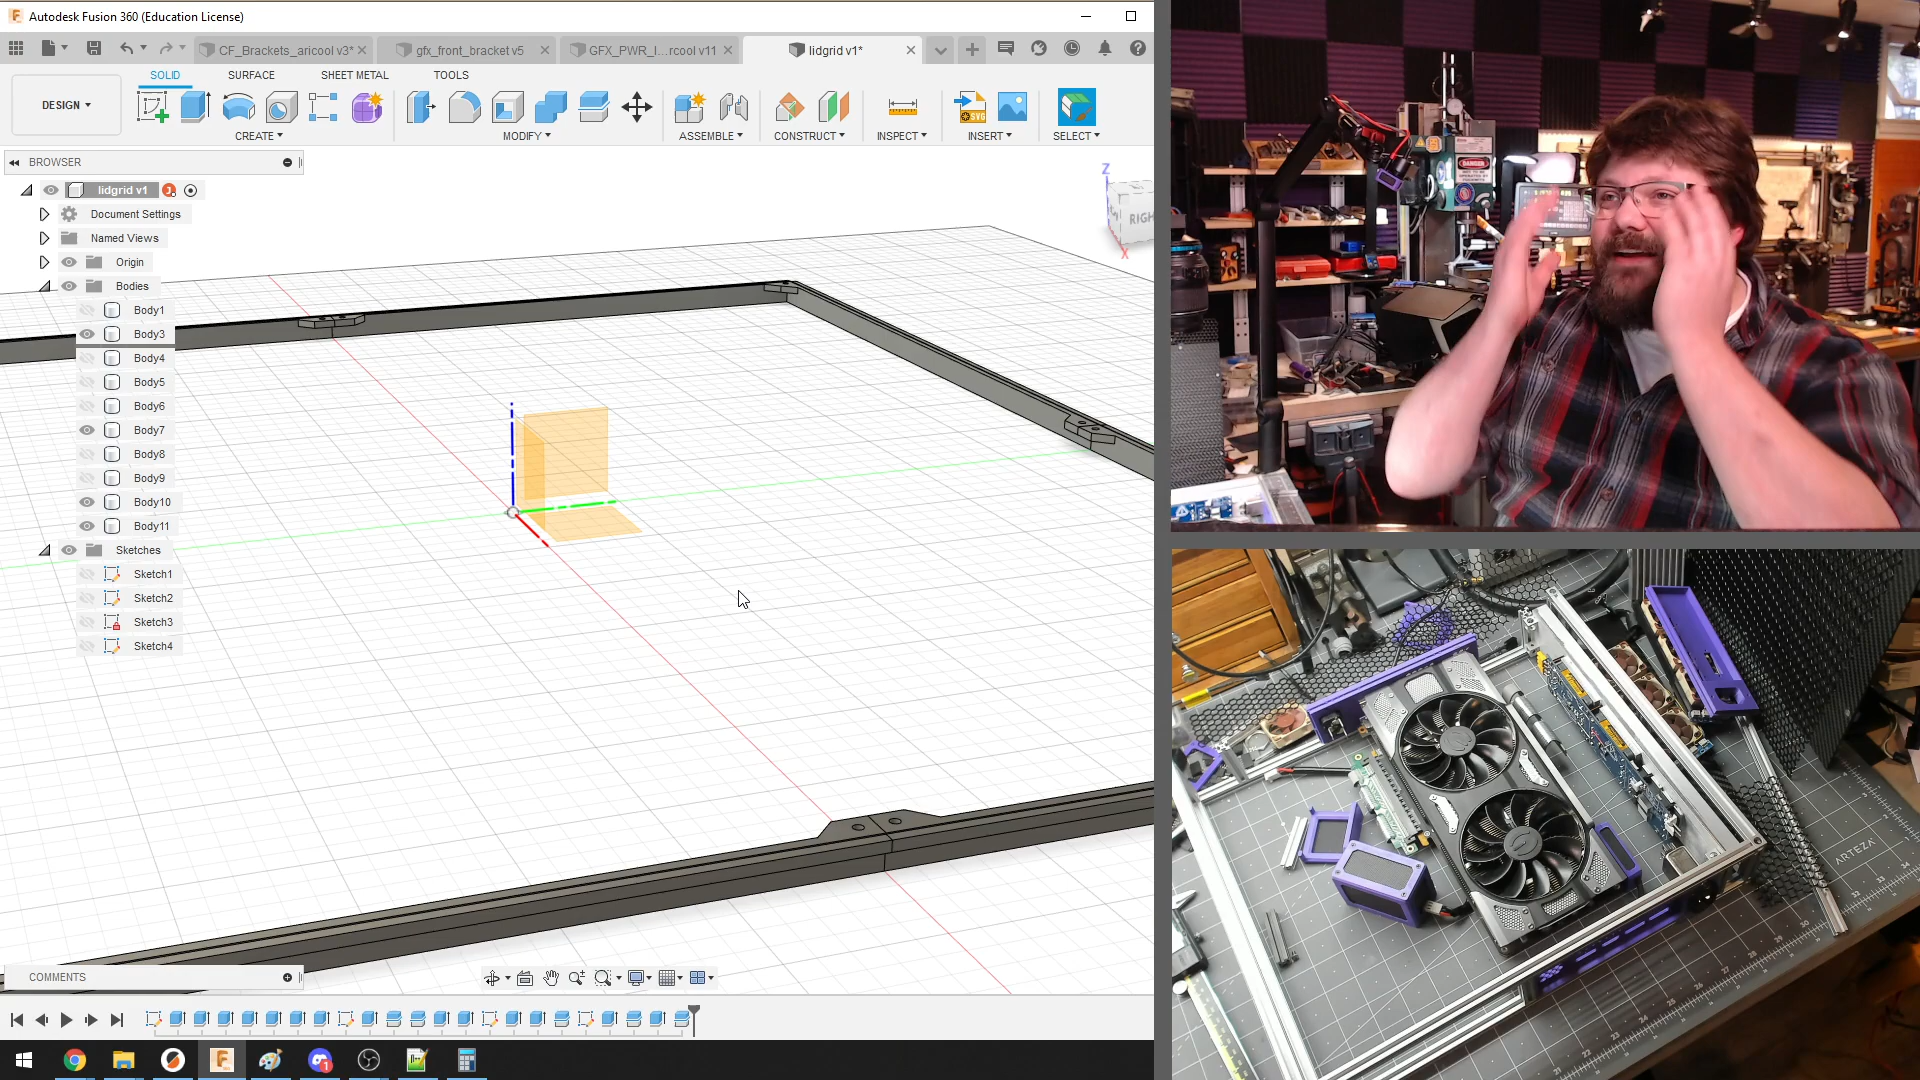 Autodesk Fusion 360 (Education License)
CF_Brackets_aricool v3*
gfx_front_bracket v5
GFX_PWR_I...rcool v11
lidgrid v1*
DESIGN
SOLID
SURFACE
SHEET METAL
TOOLS
CREATE
MODIFY
ASSEMBLE
CONSTRUCT
INSPECT
INSERT
SELECT
BROWSER
lidgrid v1
Document Settings
Named Views
Origin
Bodies
Body1
Body3
Body4
Body5
Body6
Body7
Body8
Body9
Body10
Body11
Sketches
Sketch1
Sketch2
Sketch3
Sketch4
Z
RIGH
X
COMMENTS
DANGER
ARTEZA